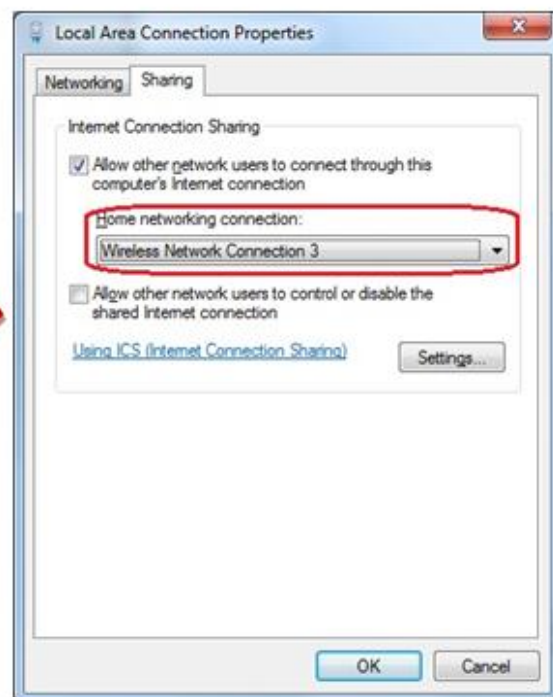 Local Area Connection Properties
Networking
Sharing
Internet Connection Sharing
Allow other network users to connect through this
computer's Internet connection
Home networking connection:
Wireless Network Connection 3
Allow other network users to control or disable the
shared Internet connection
Using ICS (Internet Connection Sharing)
Settings...
OK
Cancel